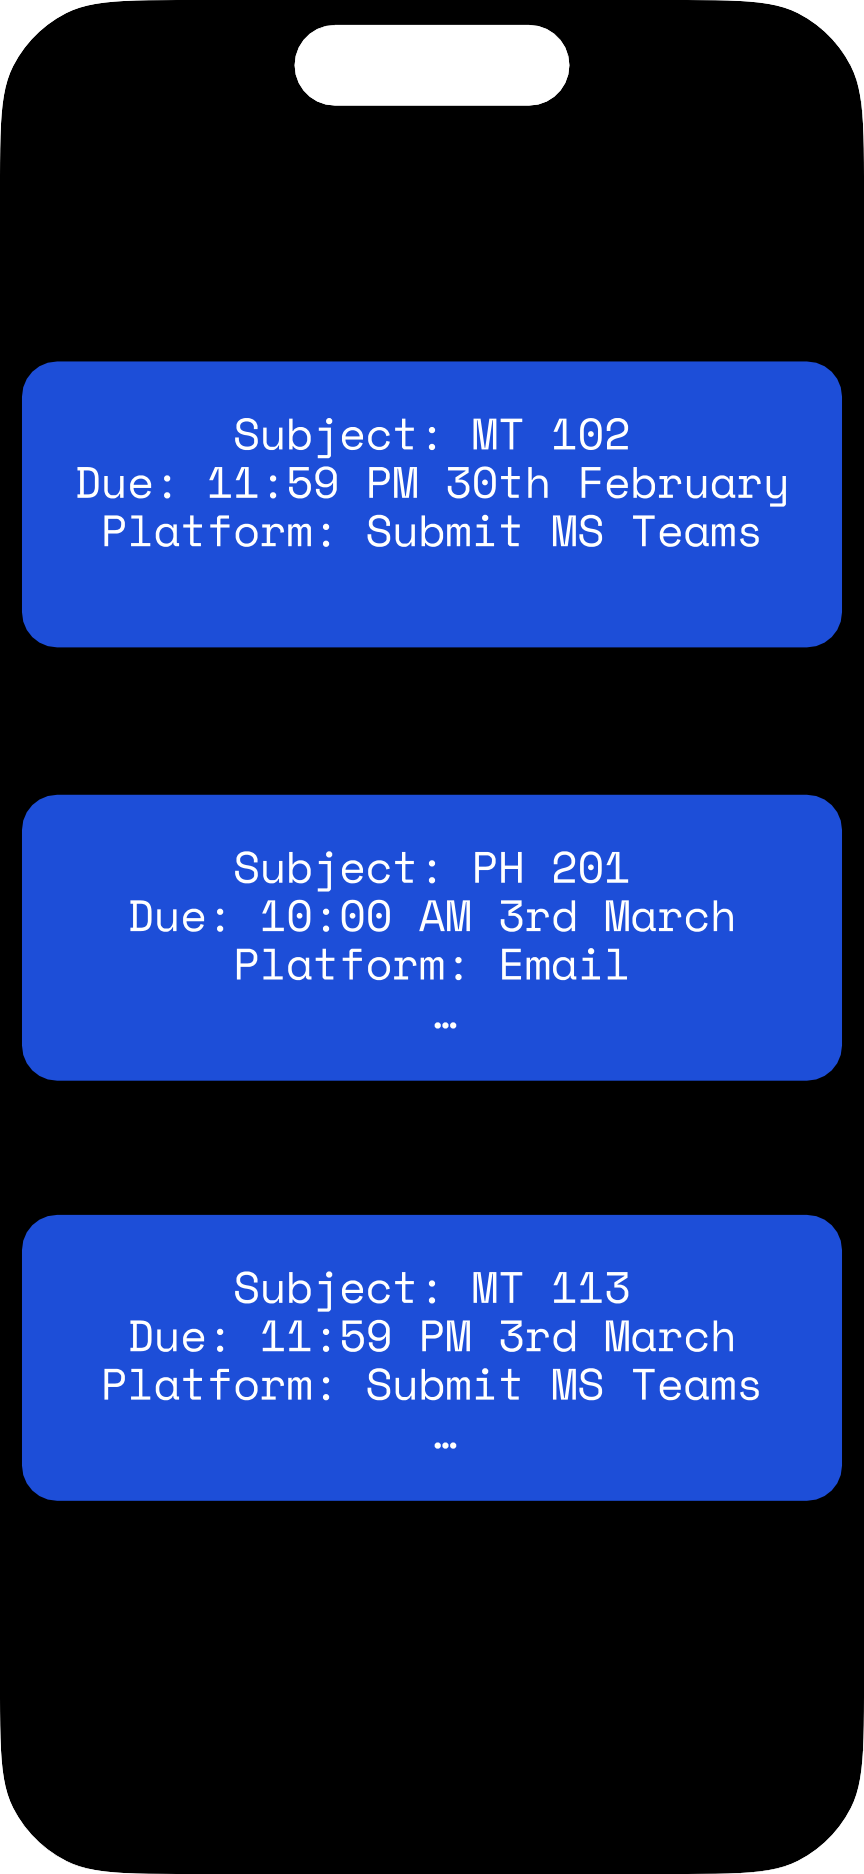 Subject: MT 102
Due: 11:59 PM 30th February
Platform: Submit MS Teams
Subject: PH 201
Due: 10:00 AM 3rd March
Platform: Email
…
Subject: MT 113
Due: 11:59 PM 3rd March
Platform: Submit MS Teams
…